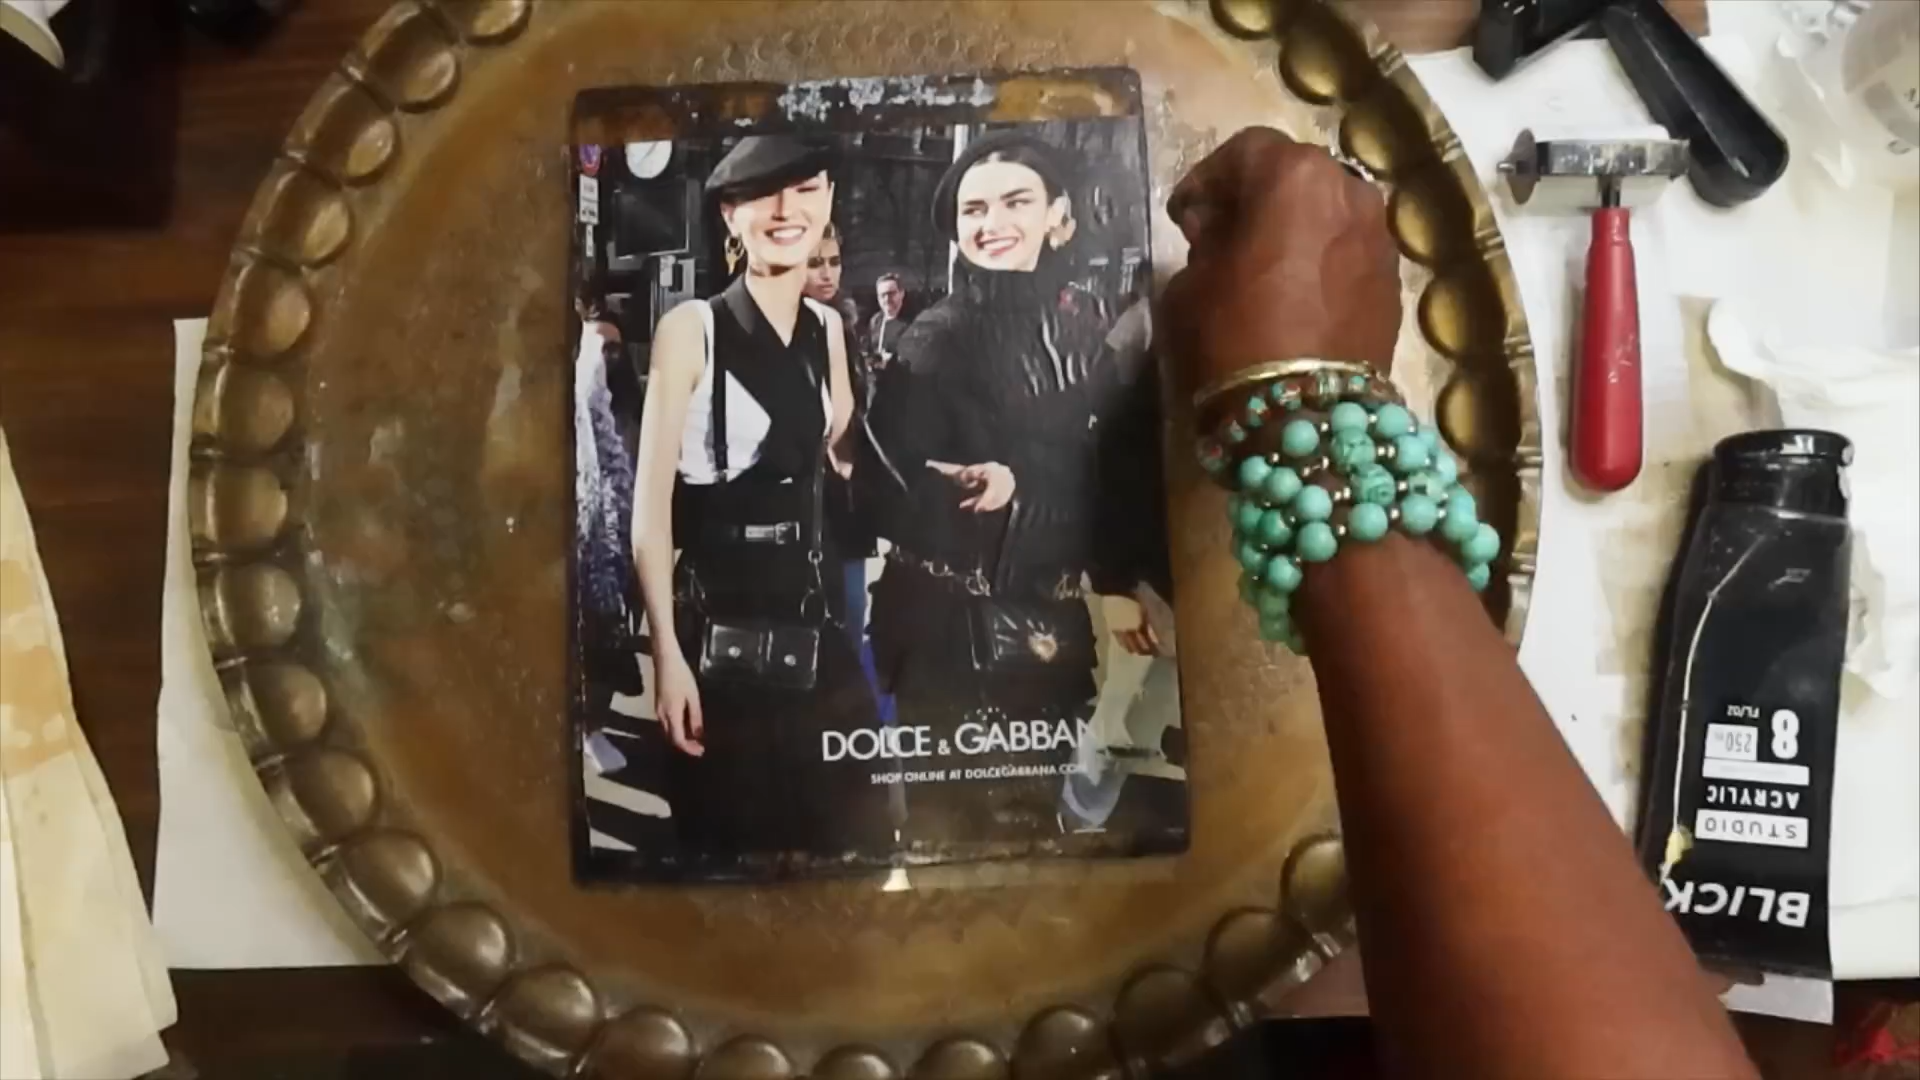 DOLCE & GABBAN
SHOP ONLINE AT DOLCEGABBANA.COM
BLICK
STUDIO
ACRYLIC
250
8
FL/OZ